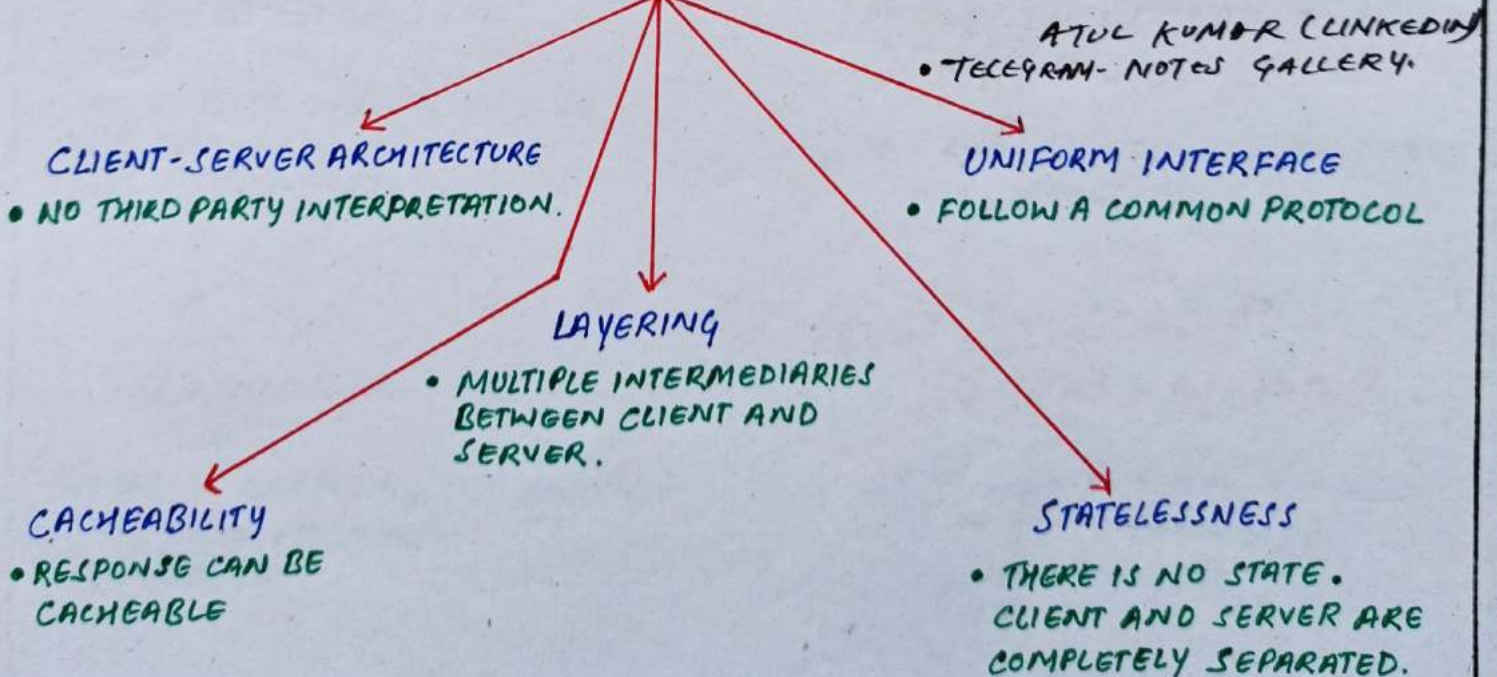 ATUL KUMAR (LINKEDIN)
• TELEGRAM- NOTES GALLERY.
CLIENT-SERVER ARCHITECTURE
• NO THIRD PARTY INTERPRETATION.
UNIFORM INTERFACE
• FOLLOW A COMMON PROTOCOL
LAYERING
• MULTIPLE INTERMEDIARIES
BETWEEN CLIENT AND
SERVER.
CACHEABILITY
• RESPONSE CAN BE
CACHEABLE
STATELESSNESS
• THERE IS NO STATE.
CLIENT AND SERVER ARE
COMPLETELY SEPARATED.